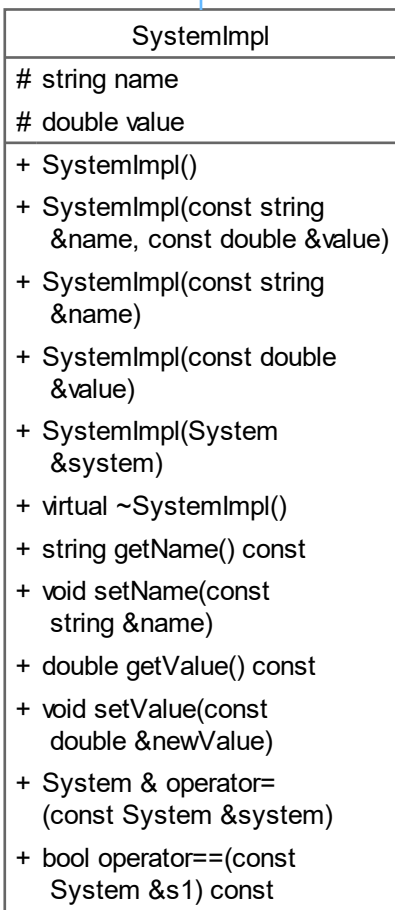 SystemImpl
# string name
# double value
+ SystemImpl()
+ SystemImpl(const string
&name, const double &value)
+ SystemImpl(const string
&name)
+ SystemImpl(const double
&value)
+ SystemImpl(System
&system)
+ virtual ~SystemImpl()
+ string getName() const
+ void setName(const
string &name)
+ double getValue() const
+ void setValue(const
double &newValue)
+ System & operator=
(const System &system)
+ bool operator==(const
System &s1) const